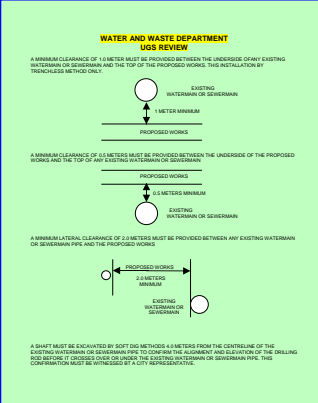 WATER AND WASTE DEPARTMENT
UGS REVIEW
A MINIMUM CLEARANCE OF 1.0 METER MUST BE PROVIDED BETWEEN THE UNDERSIDE OFANY EXISTING
WATERMAIN OR SEWERMAIN AND THE TOP OF THE PROPOSED WORKS. THIS INSTALLATION BY
TRENCHLESS METHOD ONLY.
EXISTING
WATERMAIN OR SEWERMAIN
1 METER MINIMUM
PROPOSED WORKS
A MINIMUM CLEARANCE OF 0.5 METERS MUST BE PROVIDED BETWEEN THE UNDERSIDE OF THE PROPOSED
WORKS AND THE TOP OF ANY EXISTING WATERMAIN OR SEWERMAIN
PROPOSED WORKS
0.5 METERS MINIMUM
EXISTING
WATERMAIN OR SEWERMAIN
A MINIMUM LATERAL CLEARANCE OF 2.0 METERS MUST BE PROVIDED BETWEEN ANY EXISTING WATERMAIN
OR SEWERMAIN PIPE AND THE PROPOSED WORKS
PROPOSED WORKS
2.0 METERS
MINIMUM
EXISTING
WATERMAIN OR
SEWERMAIN
A SHAFT MUST BE EXCAVATED BY SOFT DIG METHODS 4.0 METERS FROM THE CENTRELINE OF THE
EXISTING WATERMAIN OR SEWERMAIN PIPE TO CONFIRM THE ALIGNMENT AND ELEVATION OF THE DRILLING
ROD BEFORE IT CROSSES OVER OR UNDER THE EXISTING WATERMAIN OR SEWERMAIN PIPE. THIS
CONFIRMATION MUST BE WITNESSED BT A CITY REPRESENTATIVE.